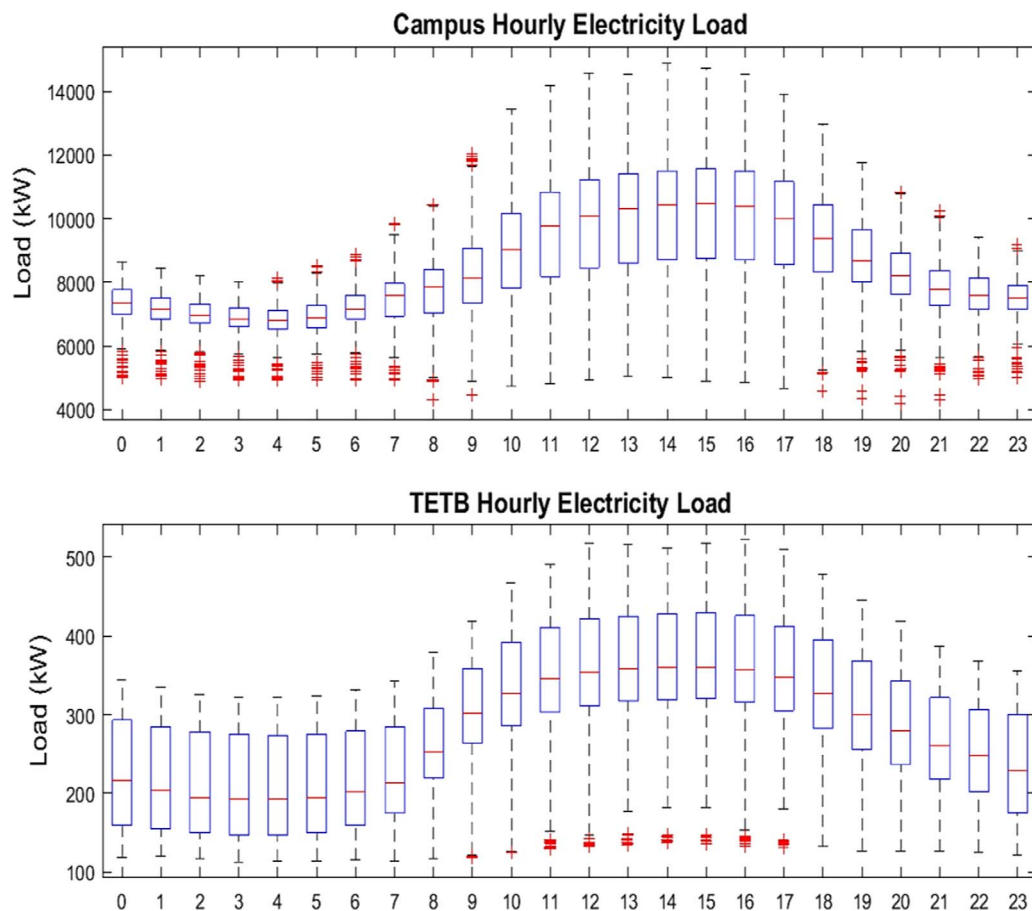 Campus Hourly Electricity Load
Load (kW)
14000
12000
10000
8000
6000
4000
0 1 2 3 4 5 6 7 8 9 10 11 12 13 14 15 16 17 18 19 20 21 22 23
TETB Hourly Electricity Load
Load (kW)
500
400
300
200
100
0 1 2 3 4 5 6 7 8 9 10 11 12 13 14 15 16 17 18 19 20 21 22 23